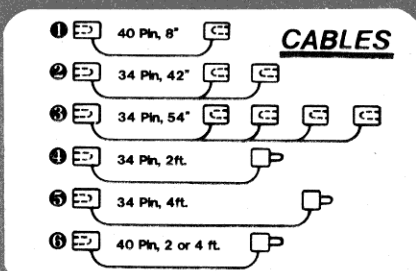 CABLES
❶ 40 Pin, 8"
❷ 34 Pin, 42"
❸ 34 Pin, 54"
❹ 34 Pin, 2ft.
❺ 34 Pin, 4ft.
❻ 40 Pin, 2 or 4 ft.